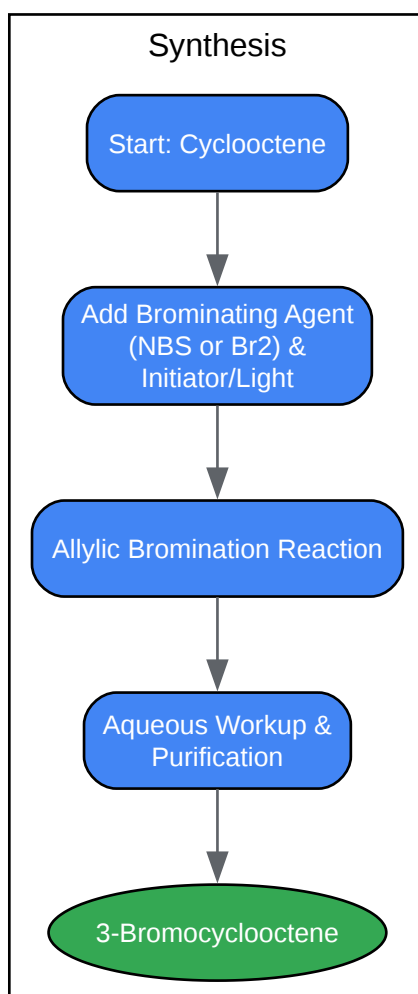 Synthesis
Start: Cyclooctene
Add Brominating Agent
(NBS or Br2) &
Initiator/Light
Allylic Bromination Reaction
Aqueous Workup &
Purification
3-Bromocyclooctene